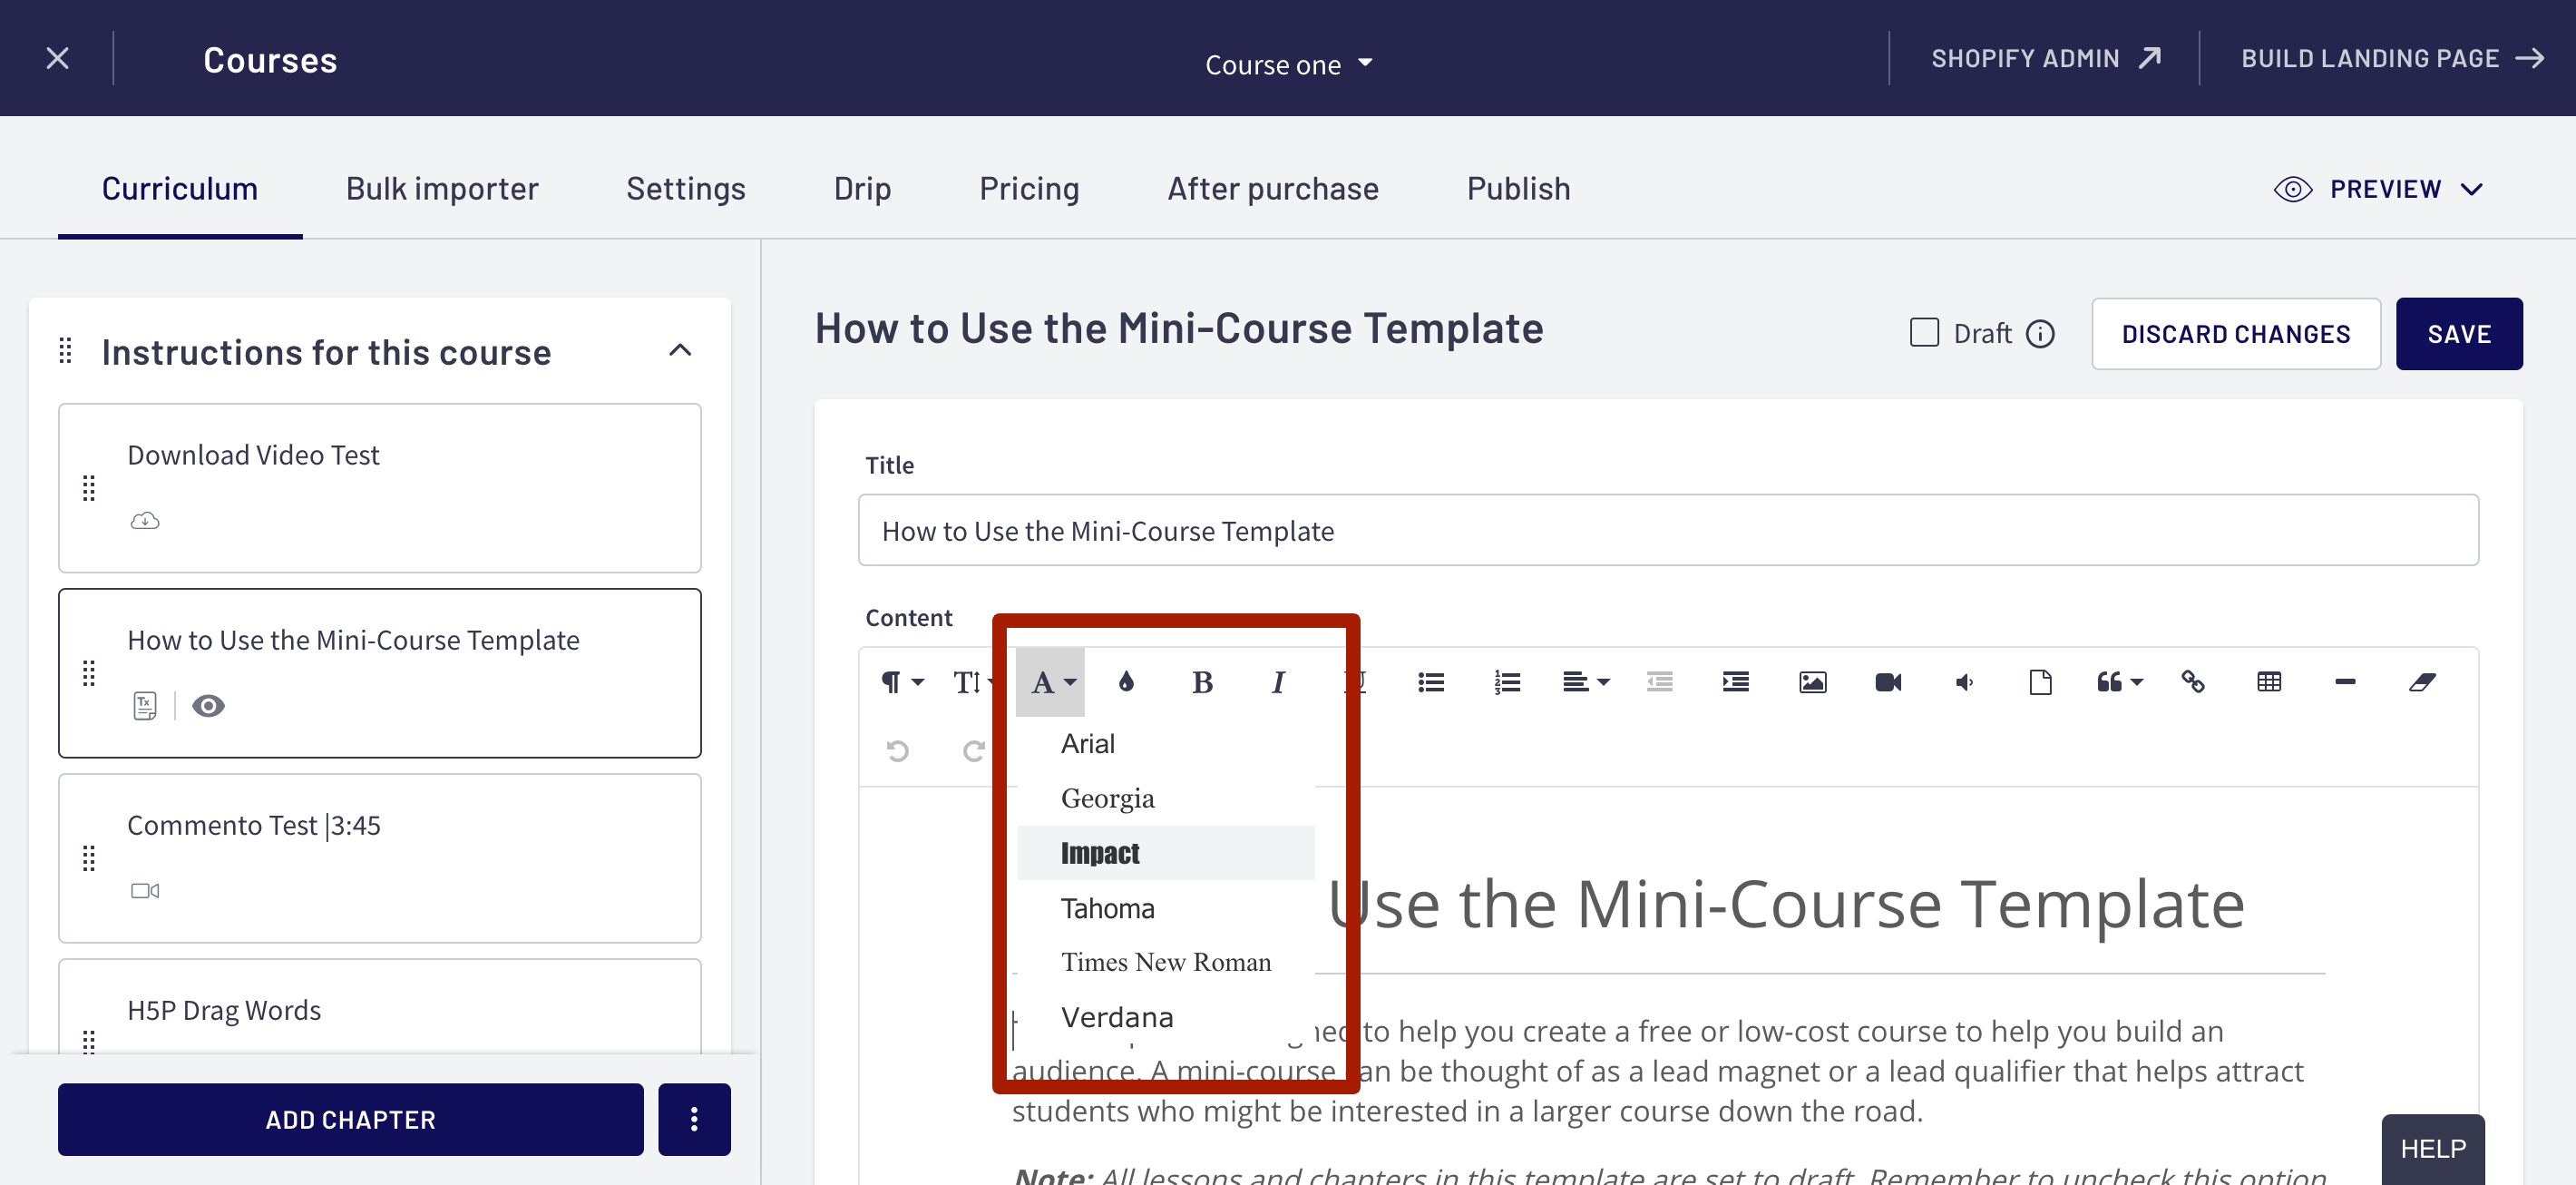 Courses
Course one
SHOPIFY ADMIN
BUILD LANDING PAGE
Curriculum
Bulk importer
Settings
Drip
Pricing
After purchase
Publish
PREVIEW
Instructions for this course
Download Video Test
How to Use the Mini-Course Template
Commento Test |3:45
H5P Drag Words
ADD CHAPTER
How to Use the Mini-Course Template
Draft
DISCARD CHANGES
SAVE
Title
How to Use the Mini-Course Template
Content
Arial
Georgia
Impact
Tahoma
Times New Roman
Verdana
Use the Mini-Course Template
to help you create a free or low-cost course to help you build an
audience. A mini-course can be thought of as a lead magnet or a lead qualifier that helps attract
students who might be interested in a larger course down the road.
Note: All lessons and chapters in this template are set to draft. Remember to uncheck this option
HELP